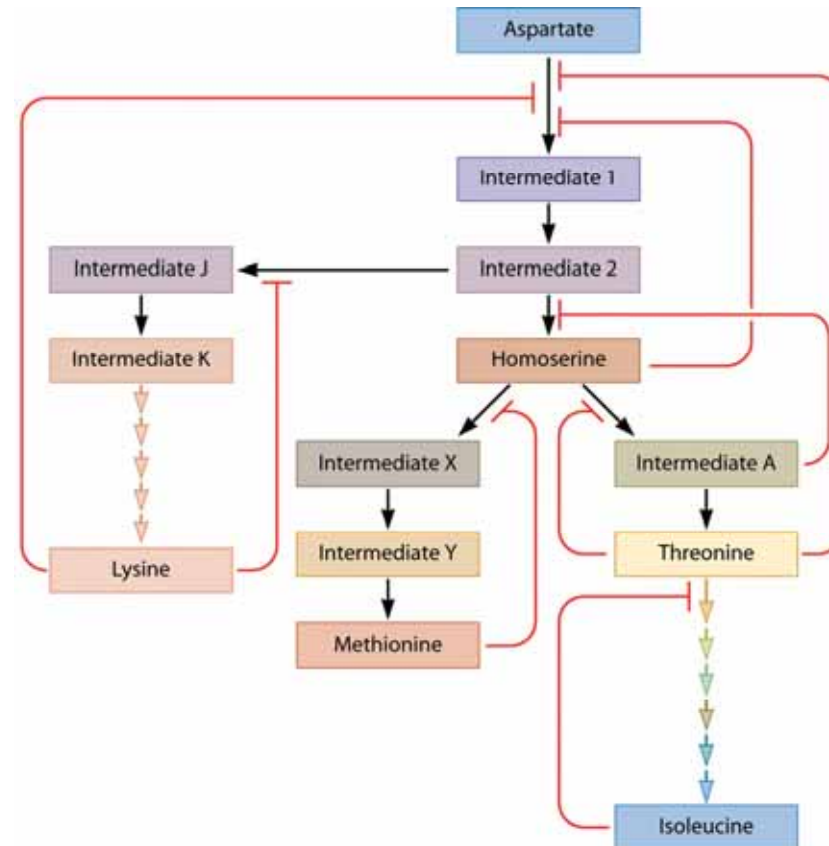 Aspartate
Intermediate 1
Intermediate J
Intermediate 2
Intermediate K
Homoserine
Intermediate X
Intermediate A
Lysine
Intermediate Y
Threonine
Methionine
Isoleucine